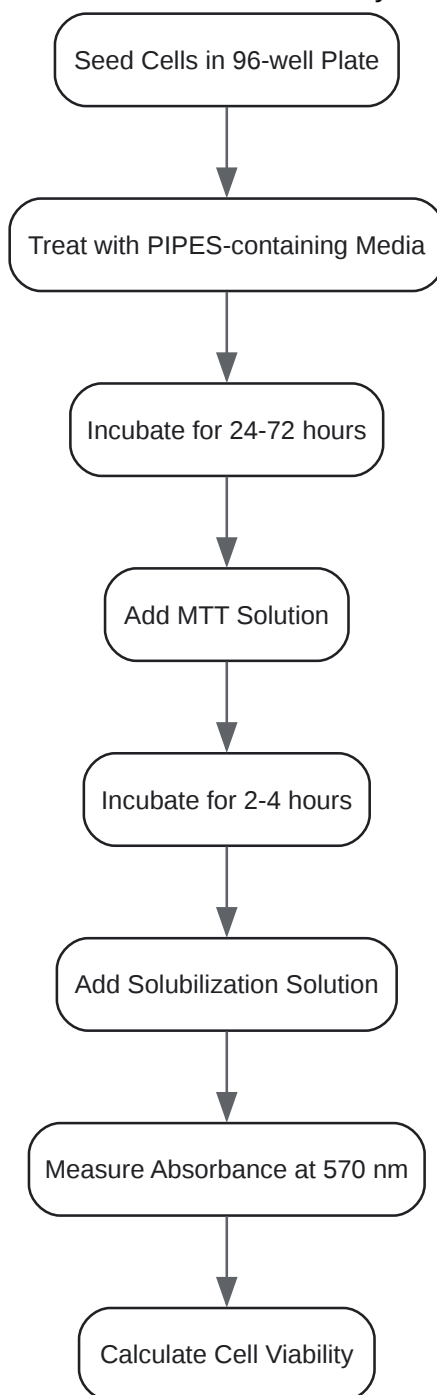 Seed Cells in 96-well Plate
Treat with PIPES-containing Media
Incubate for 24-72 hours
Add MTT Solution
Incubate for 2-4 hours
Add Solubilization Solution
Measure Absorbance at 570 nm
Calculate Cell Viability